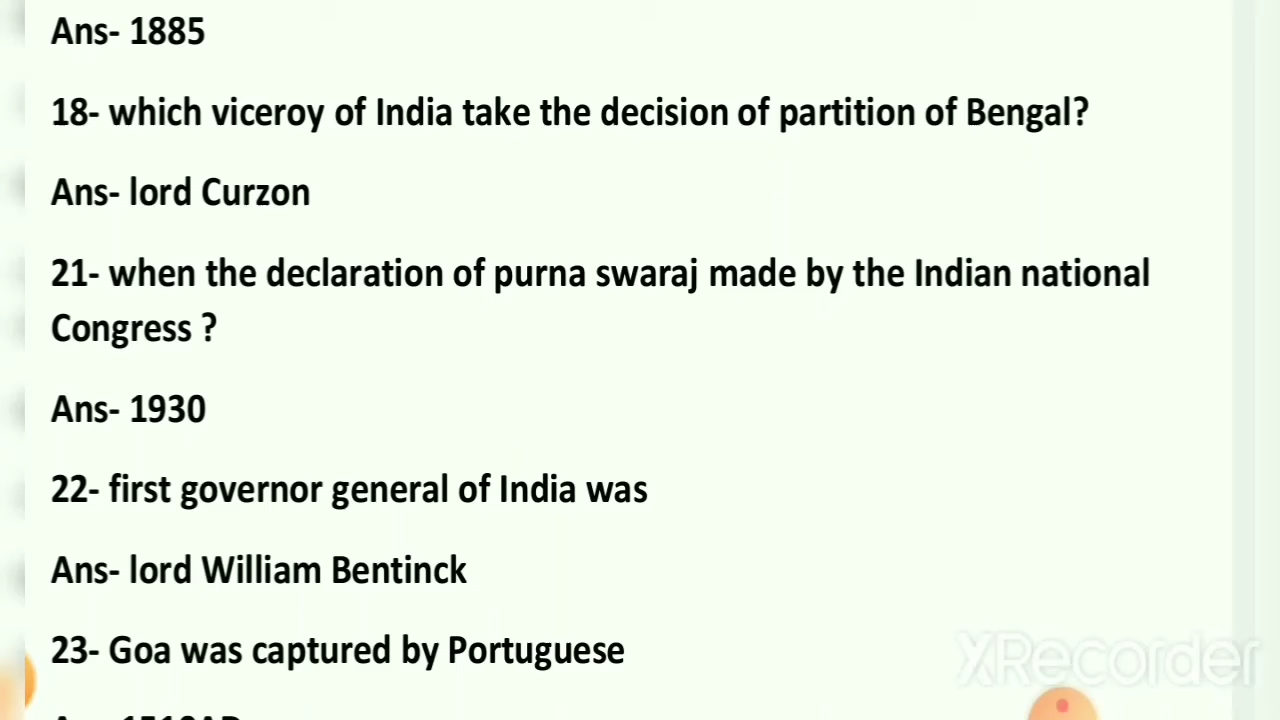 Ans- 1885
18- which viceroy of India take the decision of partition of Bengal?
Ans- lord Curzon
21- when the declaration of purna swaraj made by the Indian national
Congress ?
Ans- 1930
22- first governor general of India was
Ans- lord William Bentinck
23- Goa was captured by Portuguese
XRecorder